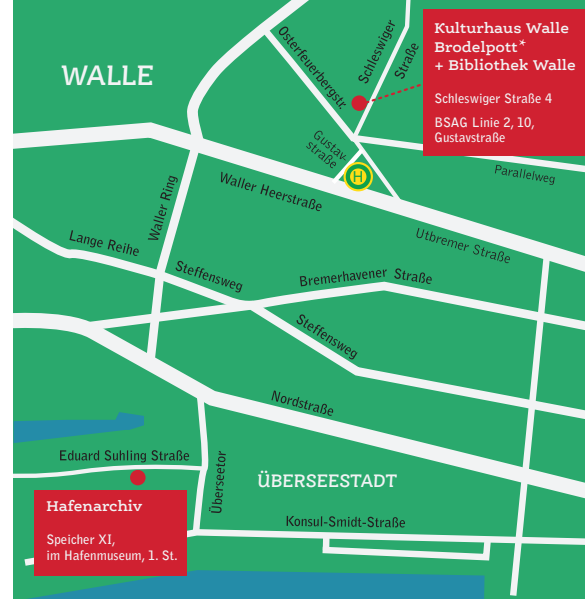 Kulturhaus Walle
Brodelpott*
+ Bibliothek Walle
Schleswiger Straße 4
BSAG Linie 2, 10,
Gustavstraße
WALLE
Osterfeuerbergstr.
Schleswiger
Straße
Gustav-
straße
H
Parallelweg
Waller Heerstraße
Utbremer Straße
Waller Ring
Lange Reihe
Steffensweg
Bremerhavener Straße
Steffensweg
Nordstraße
Eduard Suhling Straße
Überseetor
ÜBERSEESTADT
Konsul-Smidt-Straße
Hafenarchiv
Speicher XI,
im Hafenmuseum, 1. St.